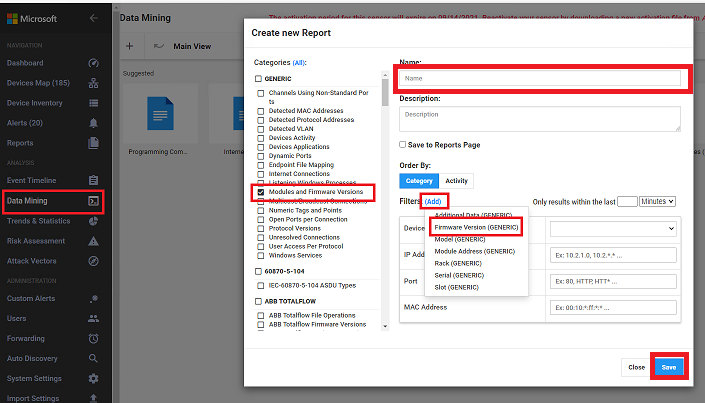 Microsoft
NAVIGATION
Dashboard
Devices Map (185)
Device Inventory
Alerts (20)
Reports
ANALYSIS
Event Timeline
Data Mining
Trends & Statistics
Risk Assessment
Attack Vectors
ADMINISTRATION
Custom Alerts
Users
Forwarding
Auto Discovery
System Settings
Import Settings
Data Mining
The activation period for this sensor will expire on 09/14/2021. Reactivate your sensor by downloading a new activation file from
Main View
Suggested
Programming Com...
Interne
Create new Report
Categories (All):
GENERIC
Channels Using Non-Standard Por
ts
Detected MAC Addresses
Detected Protocol Addresses
Detected VLAN
Devices Activity
Devices Applications
Dynamic Ports
Endpoint File Mapping
Internet Connections
Listening Windows Processes
Modules and Firmware Versions
Multicast/Broadcast Connections
Numeric Tags and Points
Open Ports per Connection
Protocol Versions
Unresolved Connections
User Access Per Protocol
Windows Services
60870-5-104
IEC-60870-5-104 ASDU Types
ABB TOTALFLOW
ABB Totalflow File Operations
ABB Totalflow Firmware Versions
Name:
Name
Description:
Description
Save to Reports Page
Order By:
Category
Activity
Filters (Add)
Only results within the last
Minutes
Additional Data (GENERIC)
Firmware Version (GENERIC)
Model (GENERIC)
Module Address (GENERIC)
Rack (GENERIC)
Serial (GENERIC)
Slot (GENERIC)
Device
IP Add
Ex: 10.2.1.0, 10.2.*.* ...
Port
Ex: 80, HTTP, HTT* ...
MAC Address
Ex: 00:10:*:ff:*:* ...
Close
Save